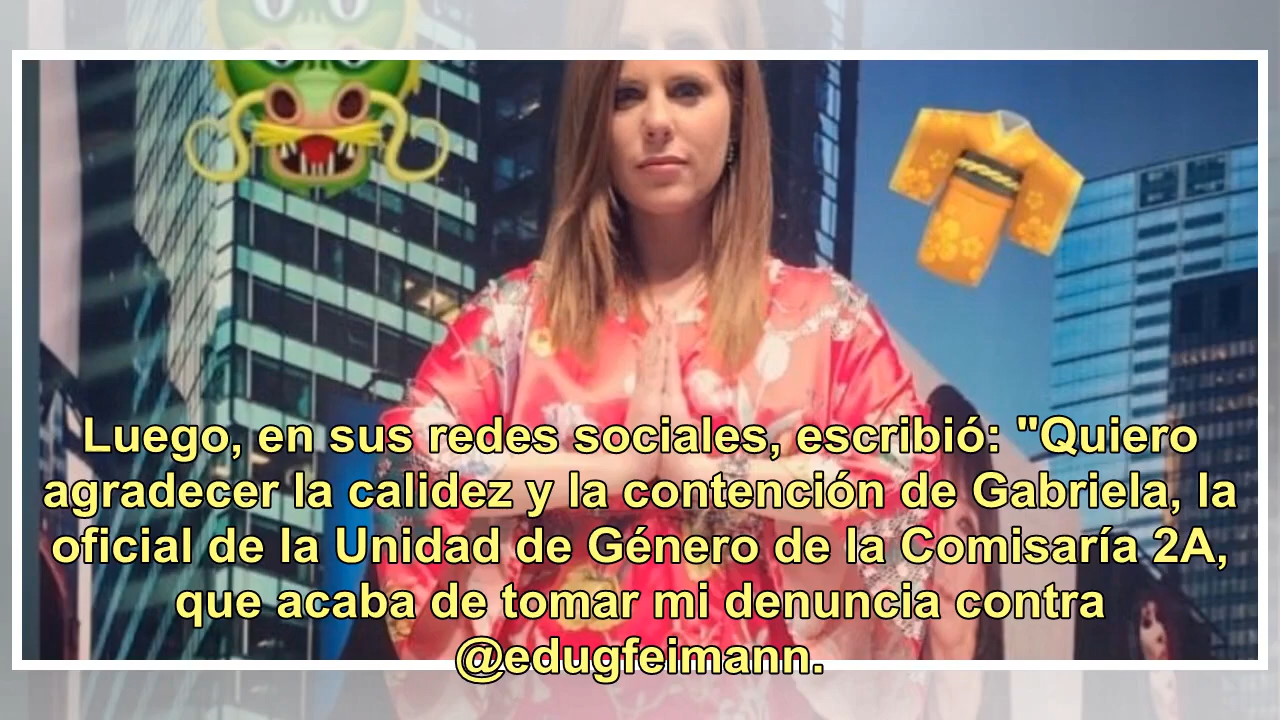 Luego, en sus redes sociales, escribió: "Quiero
agradecer la calidez y la contención de Gabriela, la
oficial de la Unidad de Género de la Comisaría 2A,
que acaba de tomar mi denuncia contra
@edugfeimann.